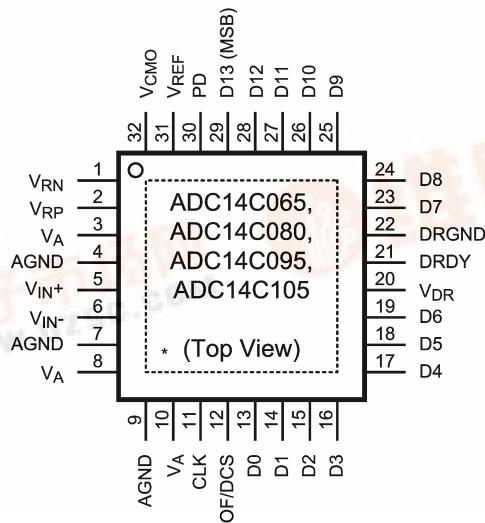 VCMO
VREF
PD
D13 (MSB)
D12
D11
D10
D9
32
31
30
29
28
27
26
25
VRN
1
VRP
2
VA
3
AGND
4
VIN+
5
VIN-
6
AGND
7
VA
8
ADC14C065,
ADC14C080,
ADC14C095,
ADC14C105
* (Top View)
24
D8
23
D7
22
DRGND
21
DRDY
20
VDR
19
D6
18
D5
17
D4
9
10
11
12
13
14
15
16
AGND
VA
CLK
OF/DCS
D0
D1
D2
D3